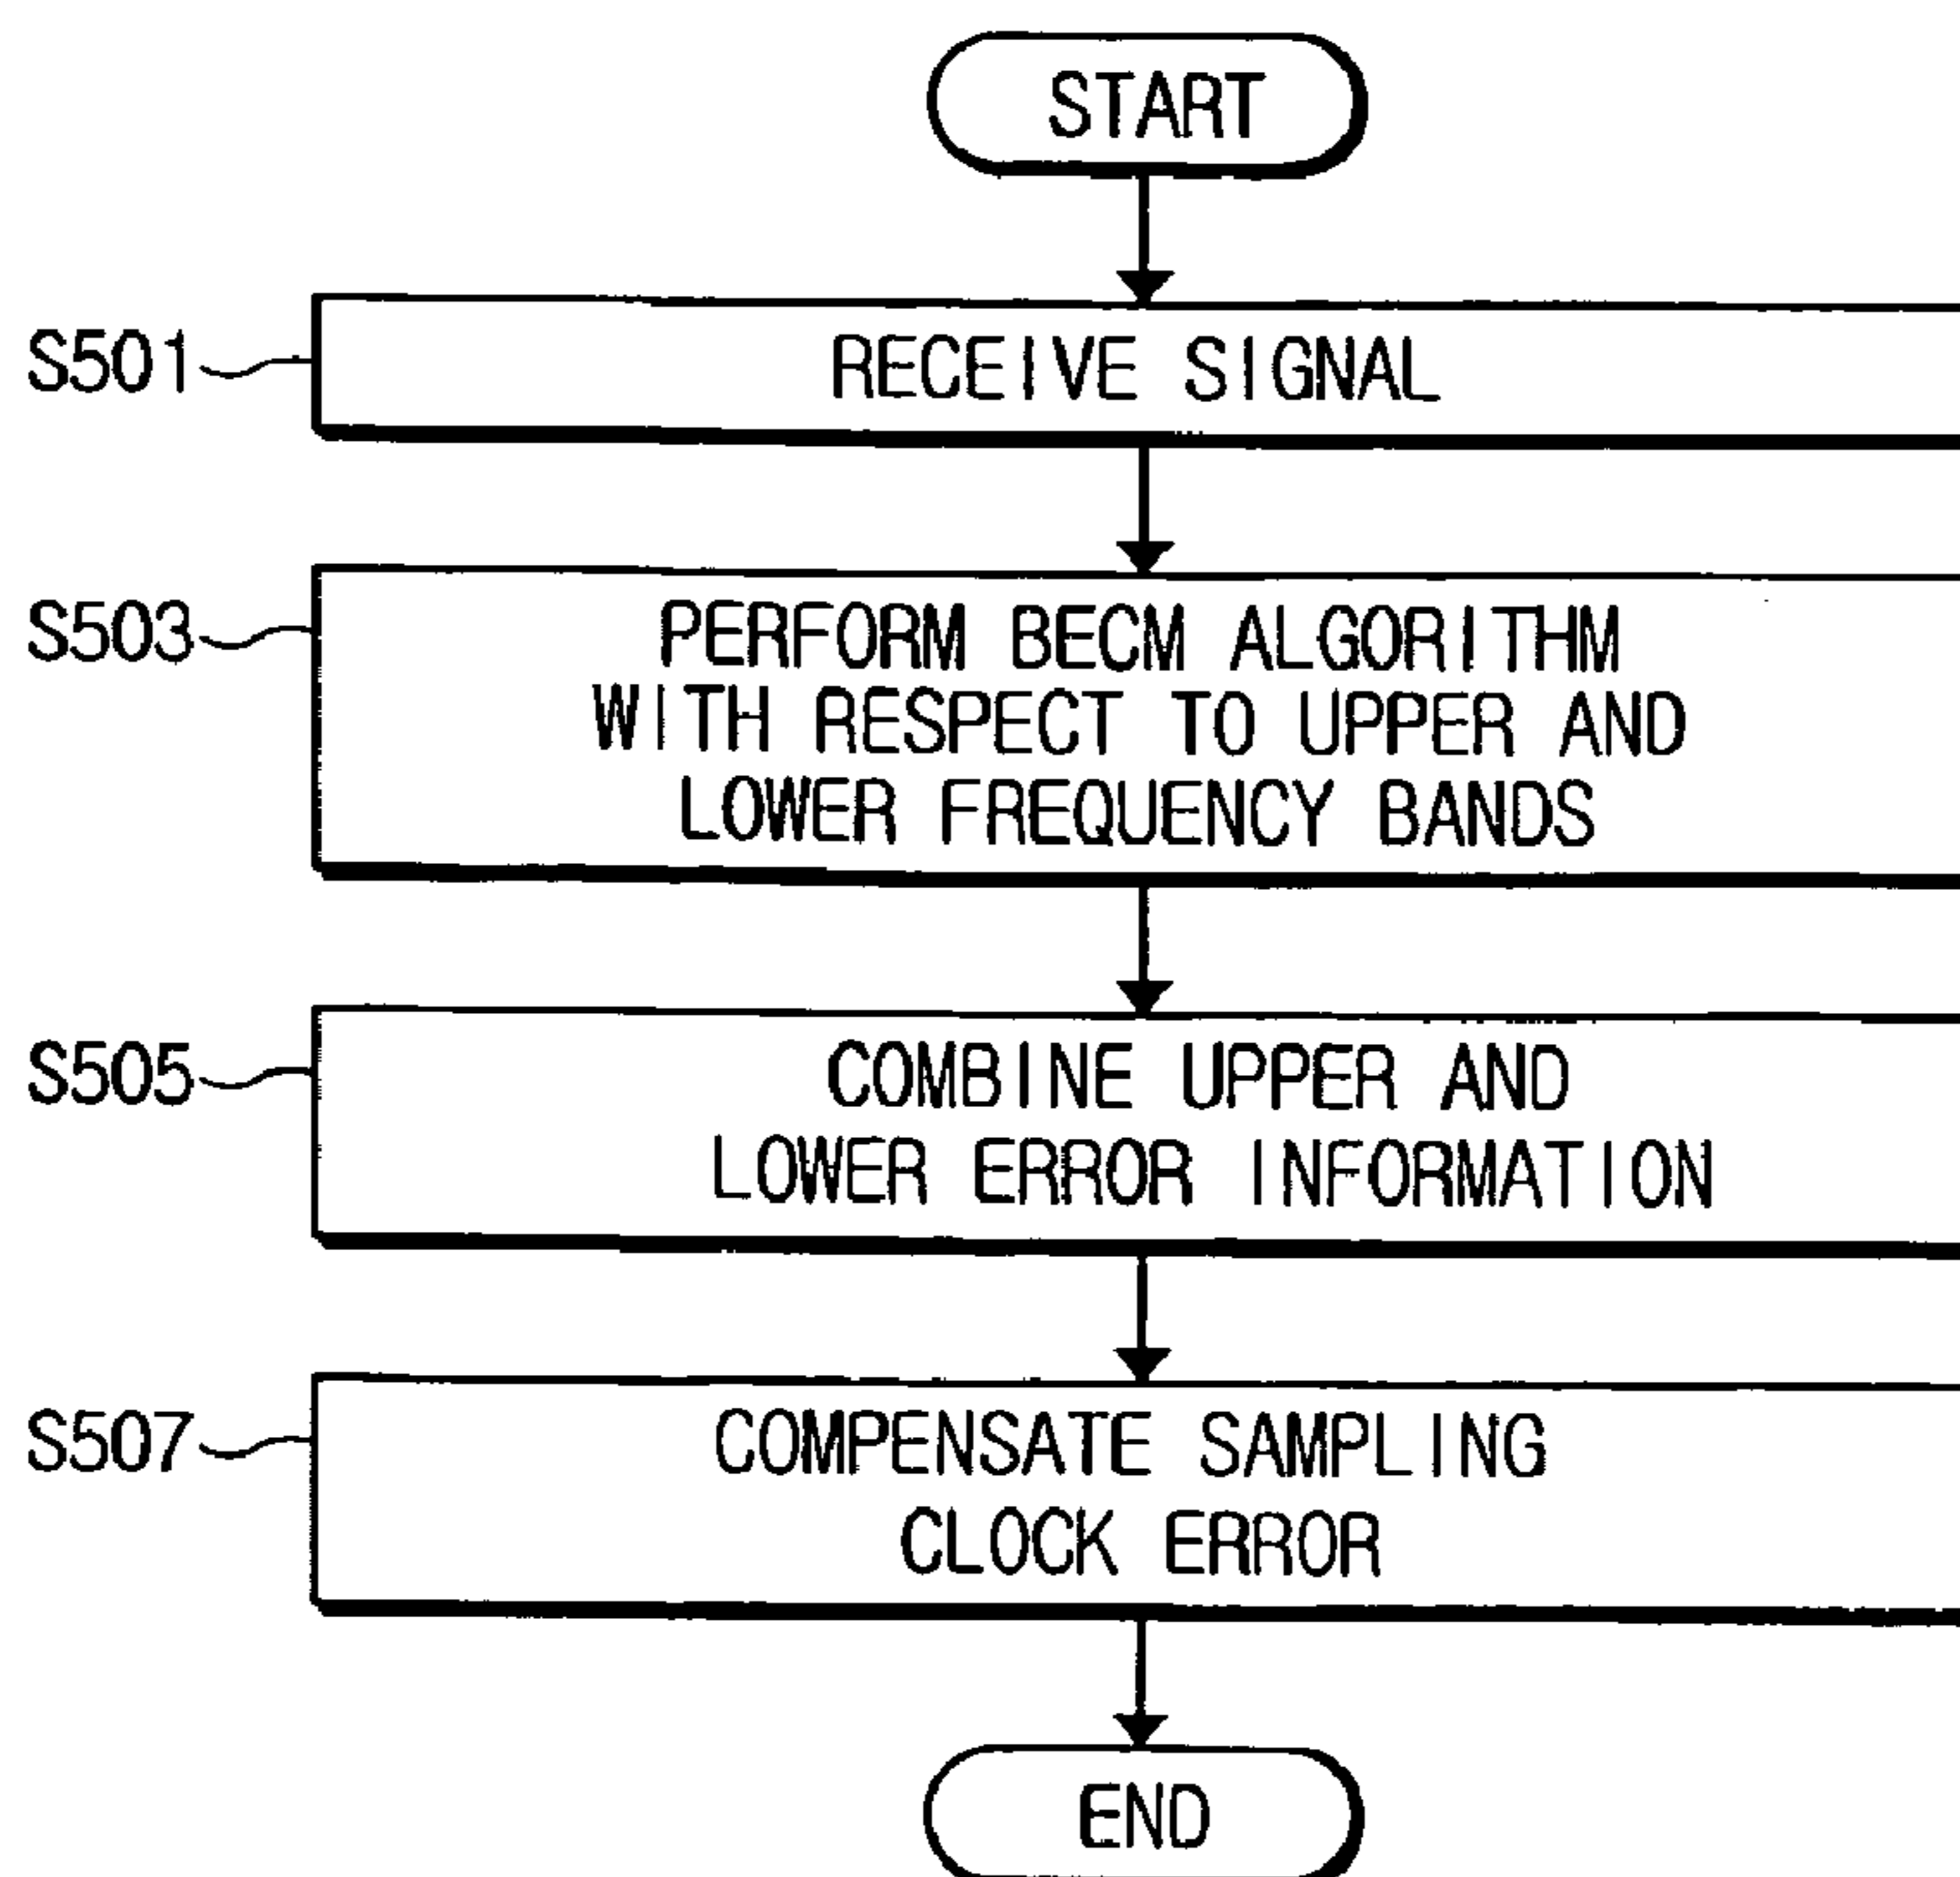 START
S501
RECEIVE SIGNAL
S503
PERFORM BECM ALGORITHM
WITH RESPECT TO UPPER AND
LOWER FREQUENCY BANDS
S505
COMBINE UPPER AND
LOWER ERROR INFORMATION
S507
COMPENSATE SAMPLING
CLOCK ERROR
END